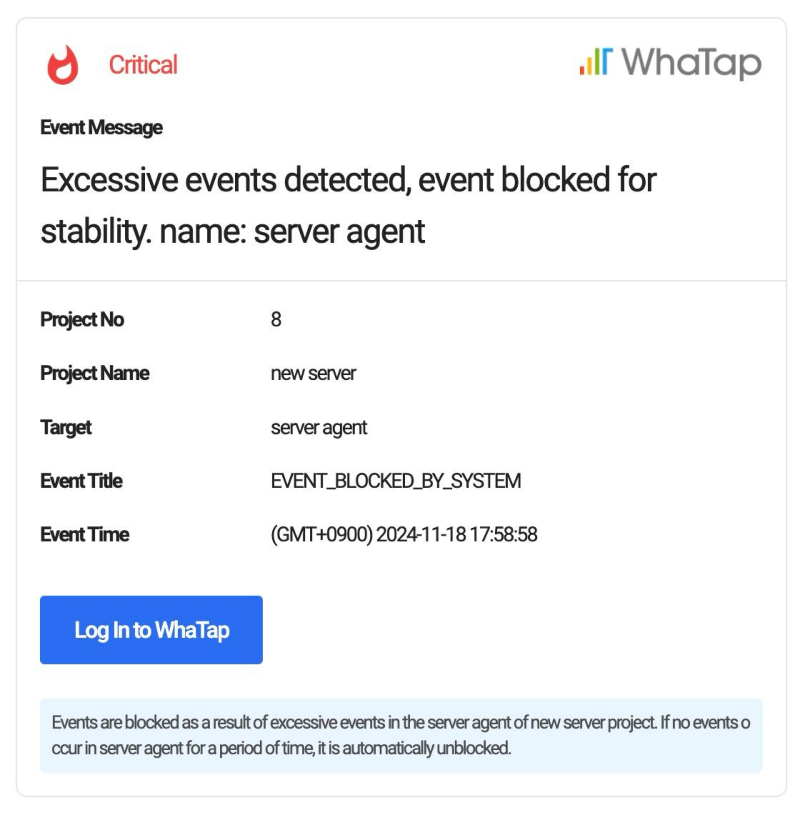 Critical
WhaTap
Event Message
Excessive events detected, event blocked for
stability. name: server agent
Project No 8
Project Name new server
Target server agent
Event Title EVENT_BLOCKED_BY_SYSTEM
Event Time (GMT+0900) 2024-11-18 17:58:58
Log In to WhaTap
Events are blocked as a result of excessive events in the server agent of new server project. If no events o
ccur in server agent for a period of time, it is automatically unblocked.